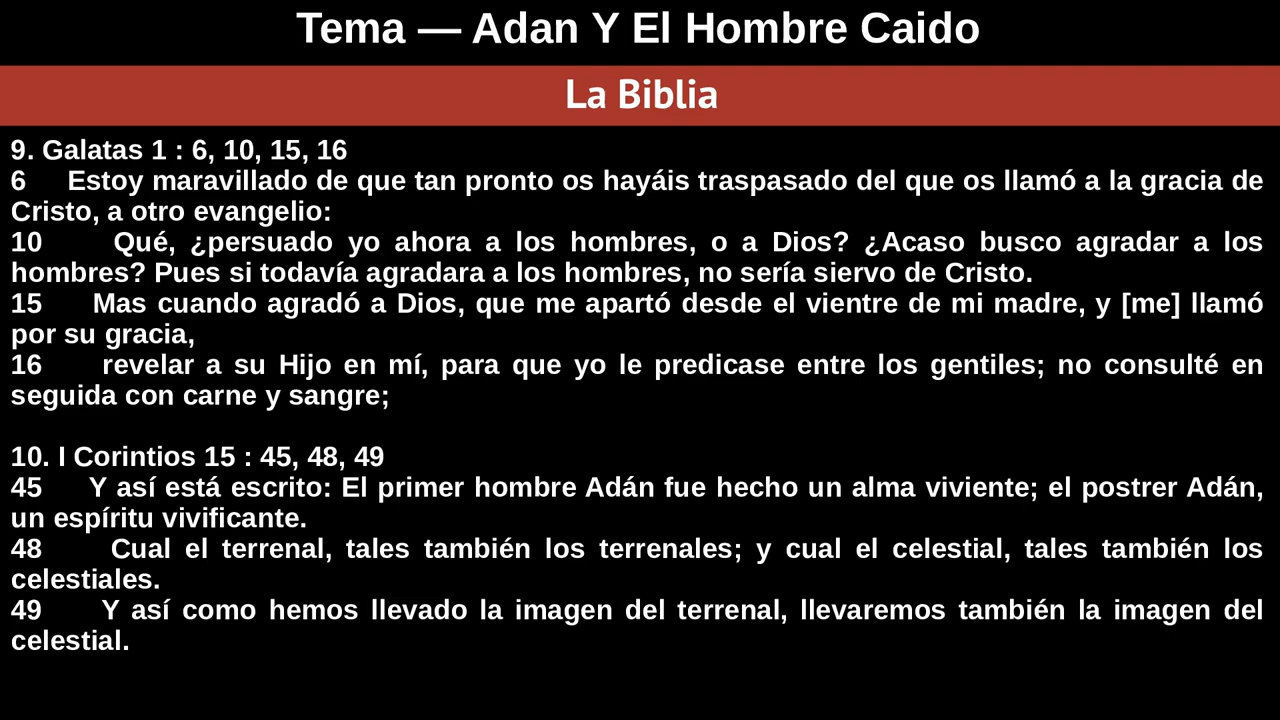 Tema — Adan Y El Hombre Caido
La Biblia
9. Galatas 1 : 6, 10, 15, 16
6 Estoy maravillado de que tan pronto os hayáis traspasado del que os llamó a la gracia de
Cristo, a otro evangelio:
10 Qué, ¿persuado yo ahora a los hombres, o a Dios? ¿Acaso busco agradar a los
hombres? Pues si todavía agradara a los hombres, no sería siervo de Cristo.
15 Mas cuando agradó a Dios, que me apartó desde el vientre de mi madre, y [me] llamó
por su gracia,
16 revelar a su Hijo en mí, para que yo le predicase entre los gentiles; no consulté en
seguida con carne y sangre;
10. I Corintios 15 : 45, 48, 49
45 Y así está escrito: El primer hombre Adán fue hecho un alma viviente; el postrer Adán,
un espíritu vivificante.
48 Cual el terrenal, tales también los terrenales; y cual el celestial, tales también los
celestiales.
49 Y así como hemos llevado la imagen del terrenal, llevaremos también la imagen del
celestial.